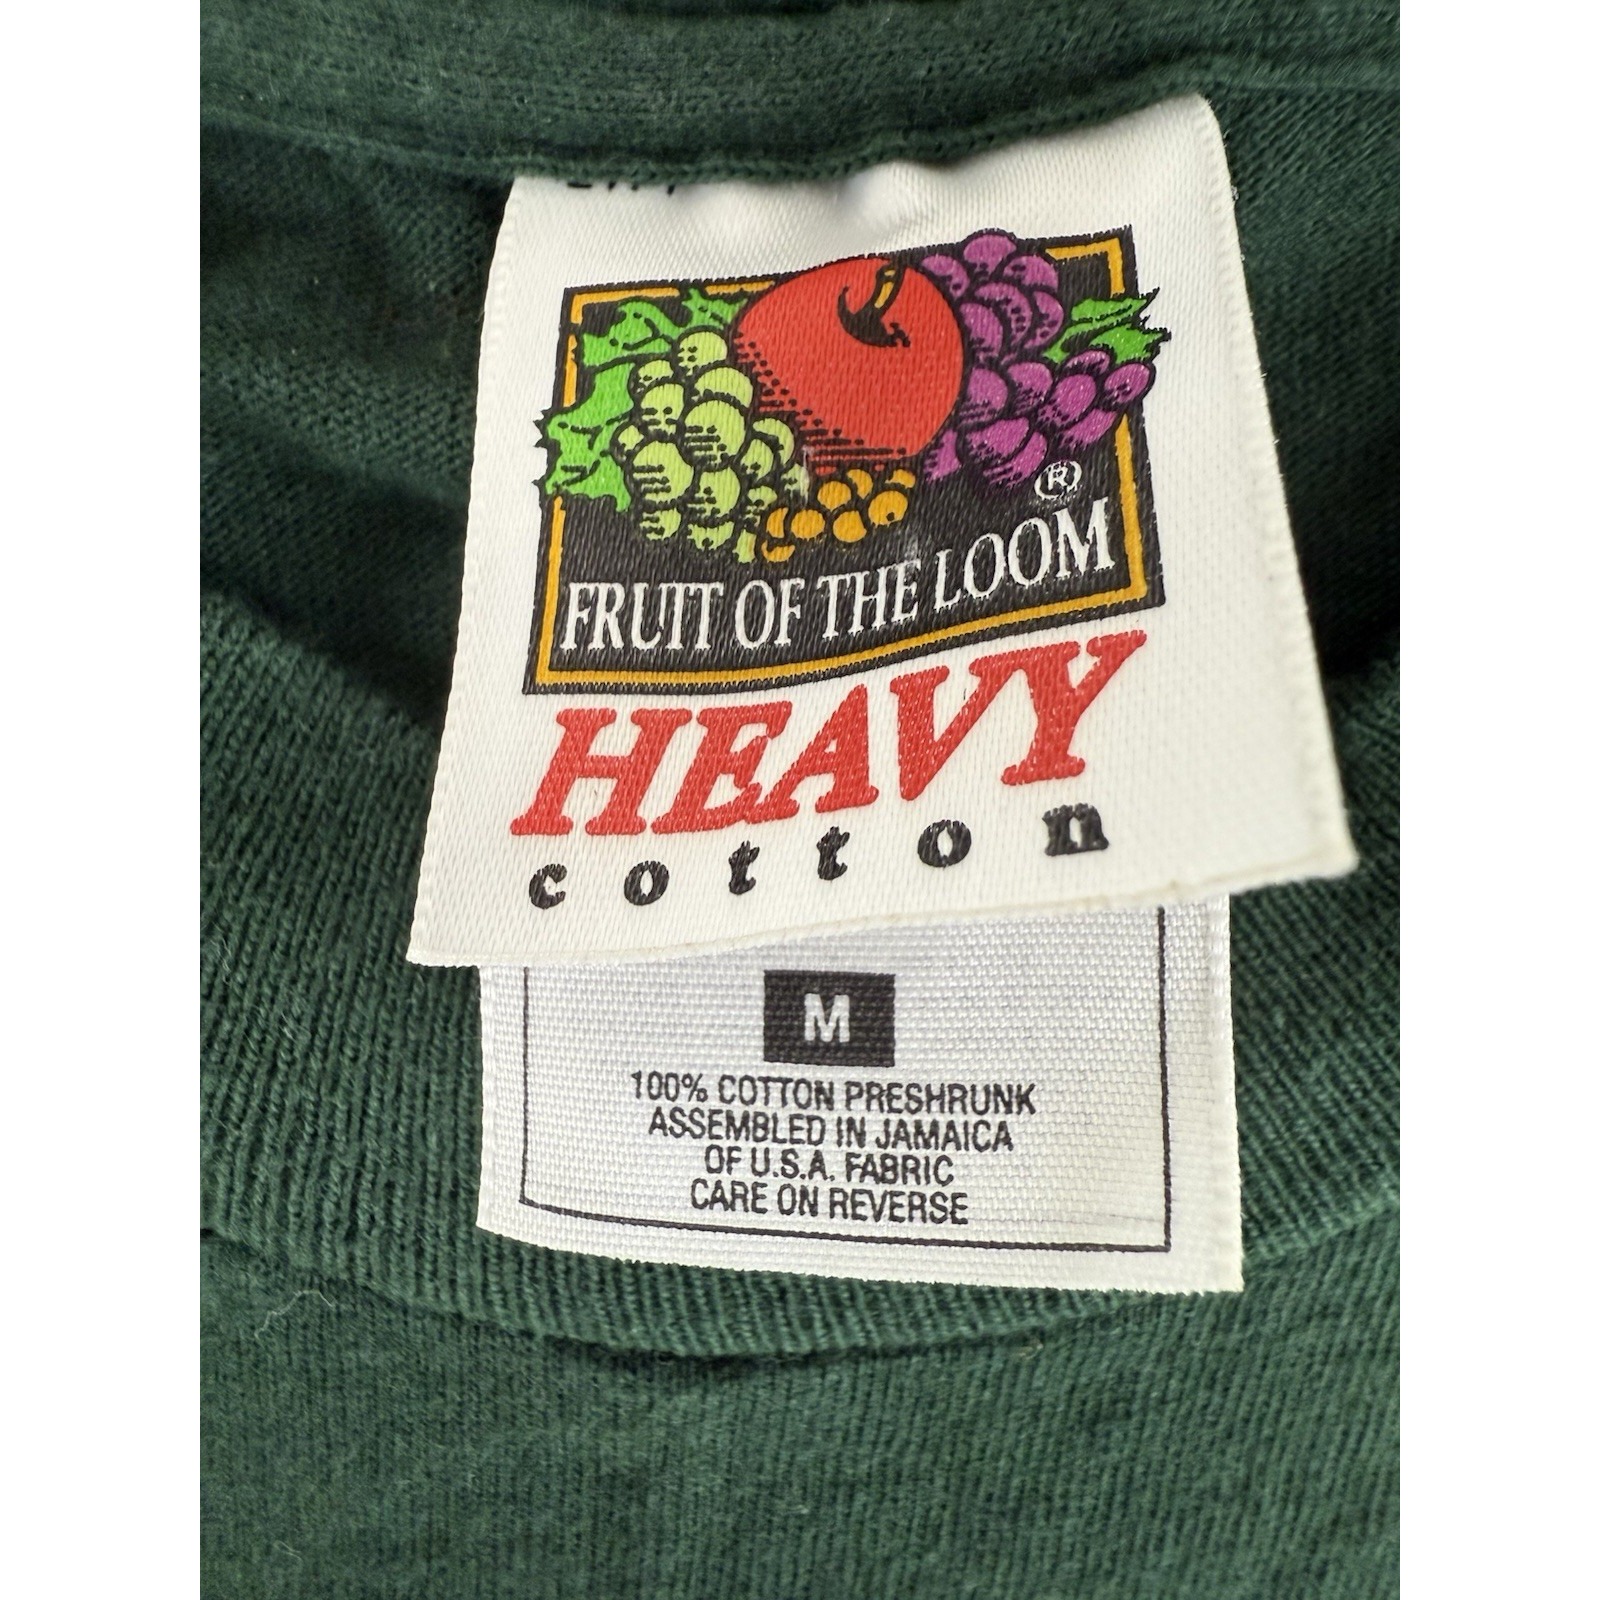 ®
FRUIT OF THE LOOM
HEAVY
cotton
M
100% COTTON PRESHRUNK
ASSEMBLED IN JAMAICA
OF U.S.A. FABRIC
CARE ON REVERSE